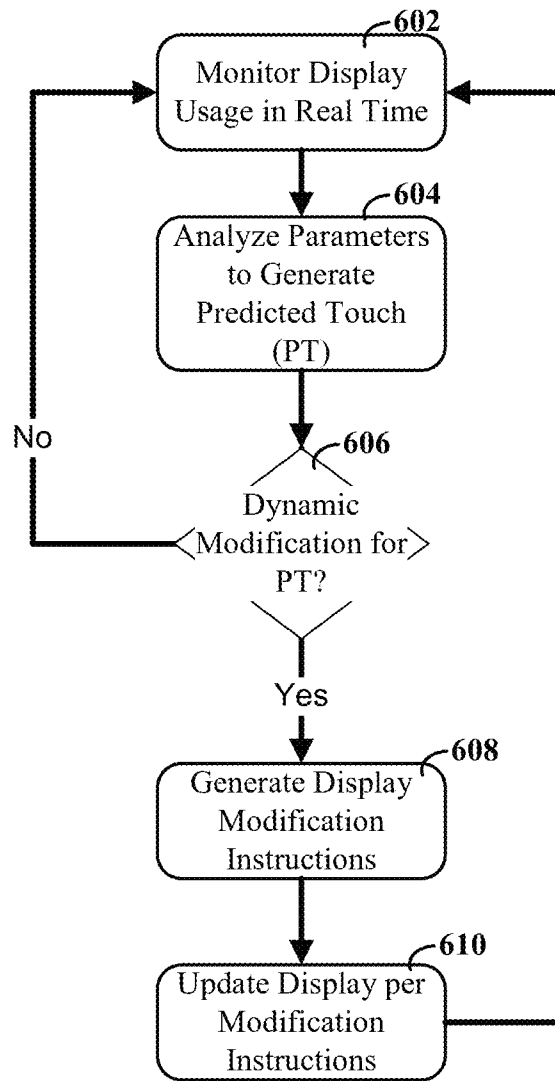 602
Monitor Display
Usage in Real Time
604
Analyze Parameters
to Generate
Predicted Touch
(PT)
606
No
Dynamic
Modification for
PT?
Yes
608
Generate Display
Modification
Instructions
610
Update Display per
Modification
Instructions